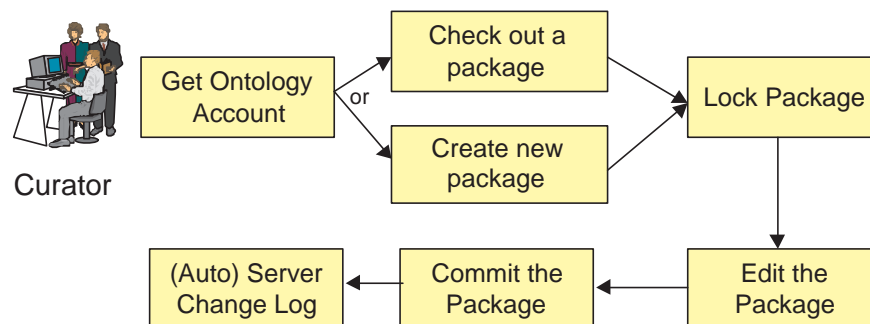 Get Ontology
Account
or
Check out a
package
Create new
package
Lock Package
Curator
(Auto) Server
Change Log
Commit the
Package
Edit the
Package